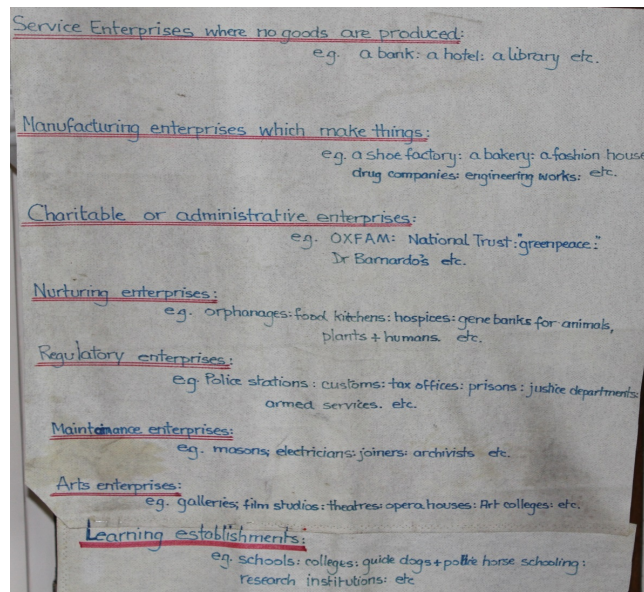 Service Enterprises where no goods are produced:
e.g. a bank: a hotel: a library etc.
Manufacturing enterprises which make things:
e.g. a shoe factory: a bakery: a fashion house
drug companies: engineering works: etc.
Charitable or administrative enterprises:
e.g. OXFAM: National Trust: "greenpeace:"
Dr Barnardo's etc.
Nurturing enterprises:
e.g. orphanages: food kitchens: hospices: gene banks for animals,
plants + humans. etc.
Regulatory enterprises:
e.g. Police stations: customs: tax offices: prisons: justice departments:
armed services. etc.
Maintainance enterprises:
e.g. masons; electricians: joiners: archivists etc.
Arts enterprises:
e.g. galleries; film studios: theatres: opera houses: Art colleges: etc.
Learning establishments:
e.g. schools: colleges: guide dogs + police horse schooling:
research institutions: etc